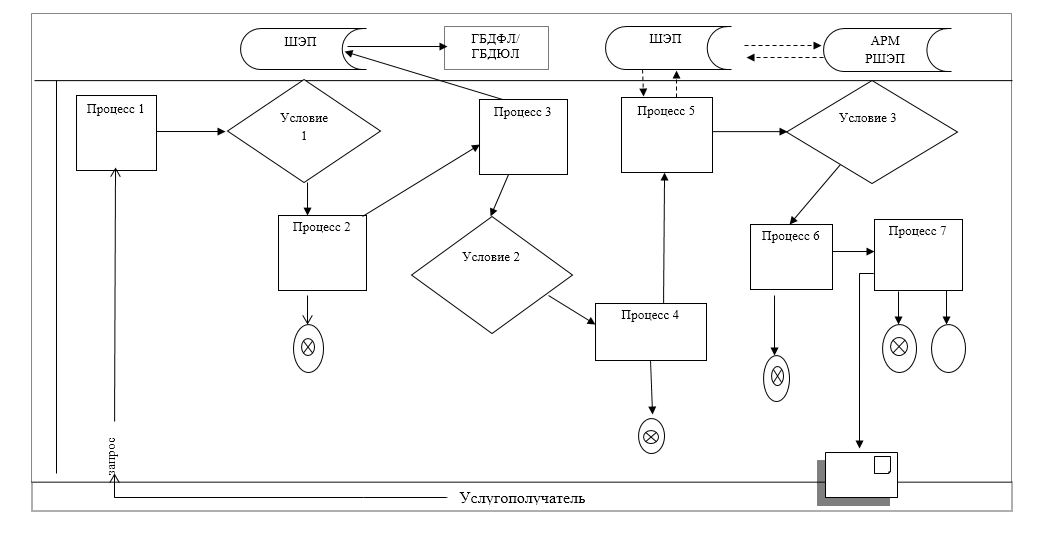 ШЭП
ГБДФЛ/
ГБДЮЛ
ШЭП
АРМ
РШЭП
Процесс 1
Условие
1
Процесс 3
Процесс 5
Условие 3
Процесс 2
Условие 2
Процесс 6
Процесс 7
Процесс 4
запрос
Услугополучатель